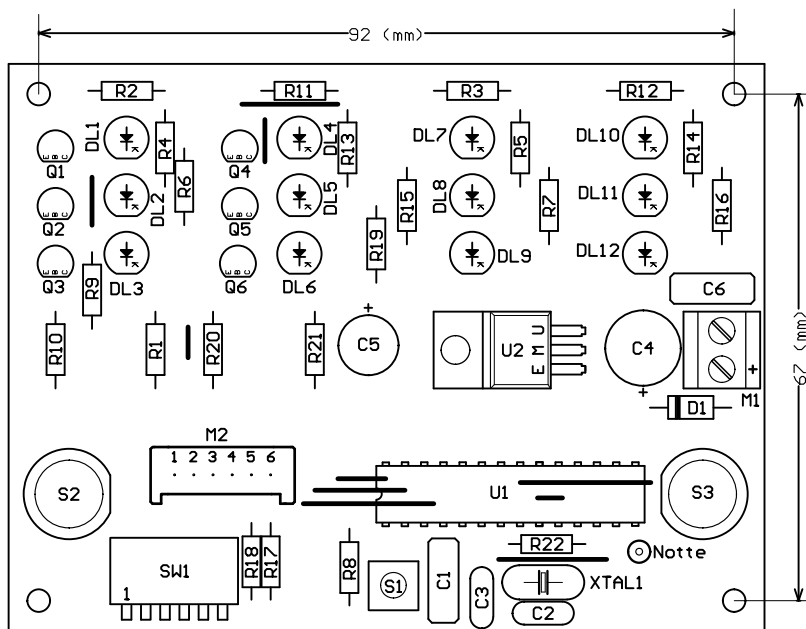 92 (mm)
R2 R11 R3 R12
DL1 DL4 DL7 DL10
R4 R13 R5 R14
E B C E B C
Q1 Q4
R6
DL2 DL5 DL8 DL11
R15 R7 R16
E B C E B C
Q2 Q5
R19
E B C E B C
Q3 Q6
DL3 DL6 DL9 DL12
R9
C6
+
R10 R1 R20 R21
C5
U2
E M U
C4
+
+
M1
D1
67 (mm)
M2
1 2 3 4 5 6
S2 U1 S3
R22
Notte
SW1
1
R18 R17 R8
S1 C1 C3 XTAL1
C2